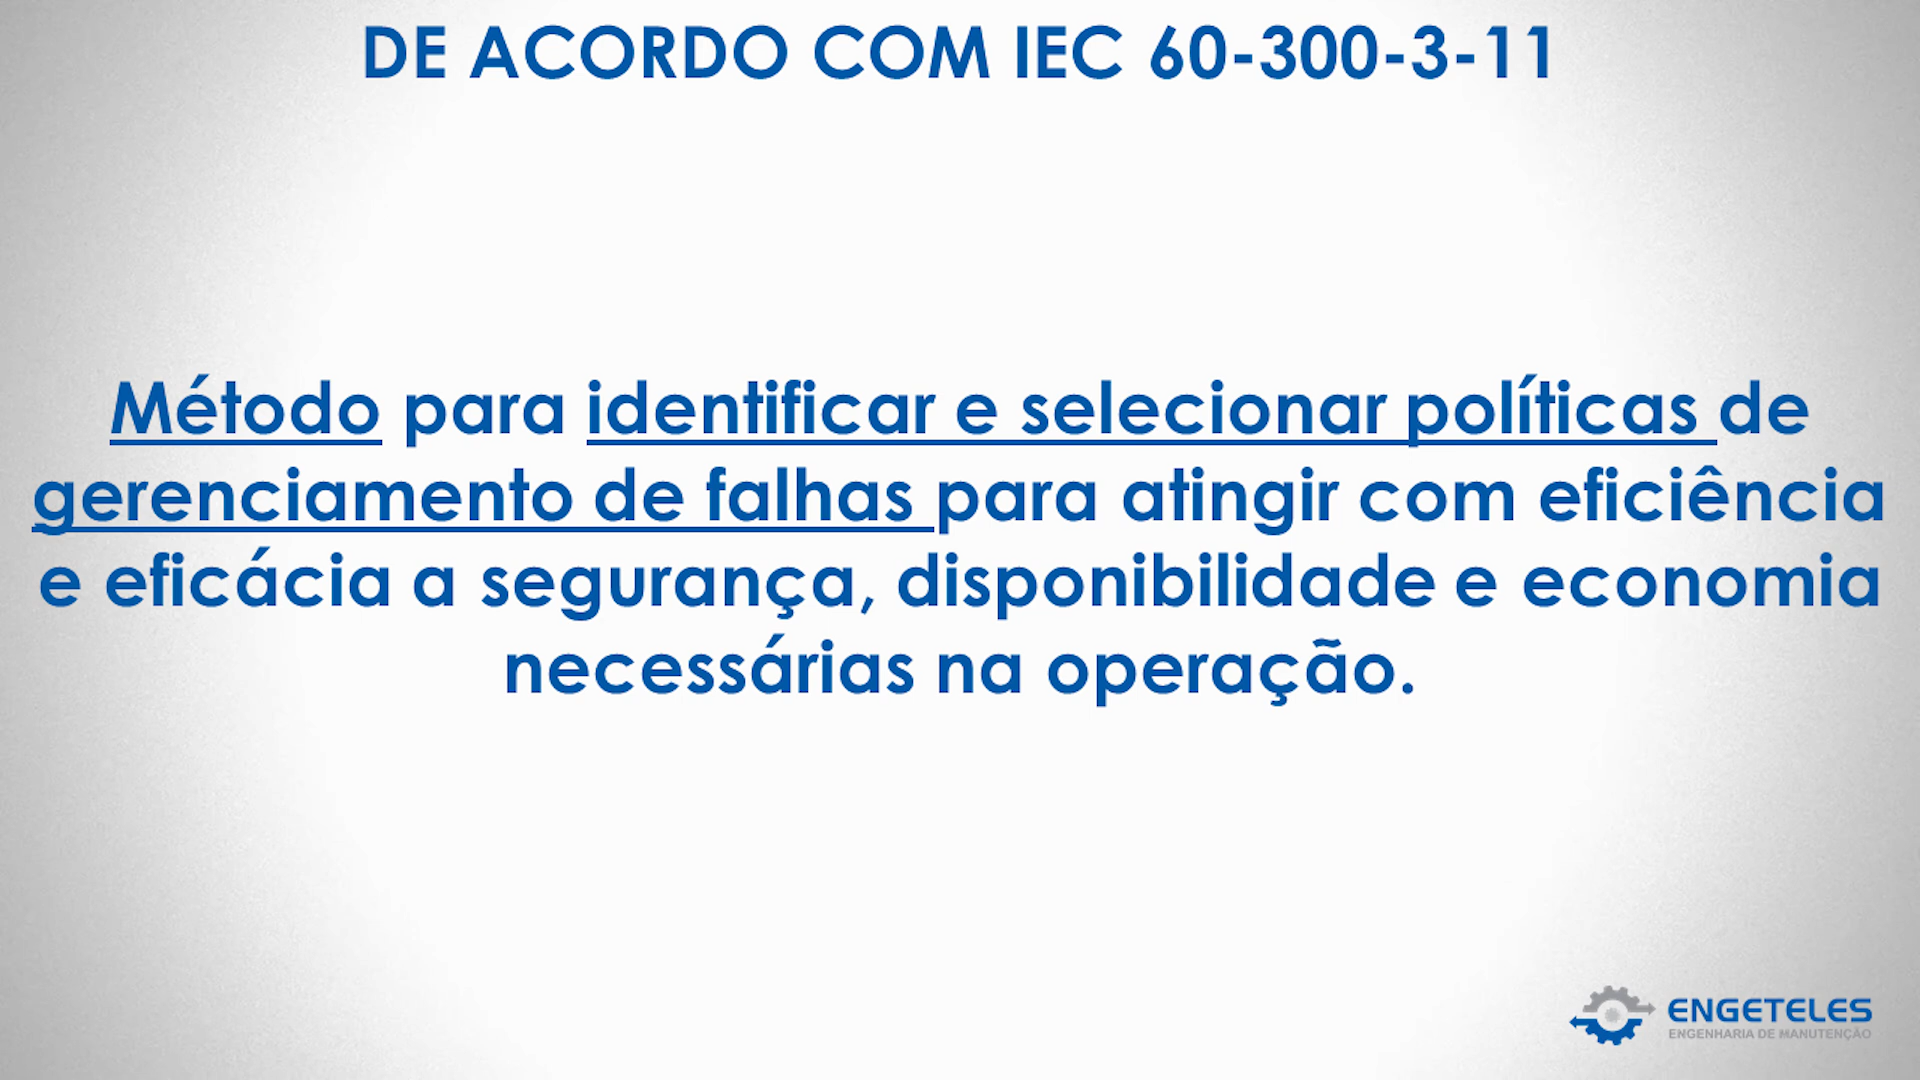 DE ACORDO COM IEC 60-300-3-11
Método para identificar e selecionar políticas de
gerenciamento de falhas para atingir com eficiência
e eficácia a segurança, disponibilidade e economia
necessárias na operação.
ENGETELES
ENGENHARIA DE MANUTENÇÃO